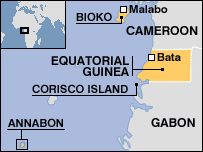 Malabo
BIOKO
CAMEROON
Bata
EQUATORIAL
GUINEA
CORISCO ISLAND
ANNABON
GABON